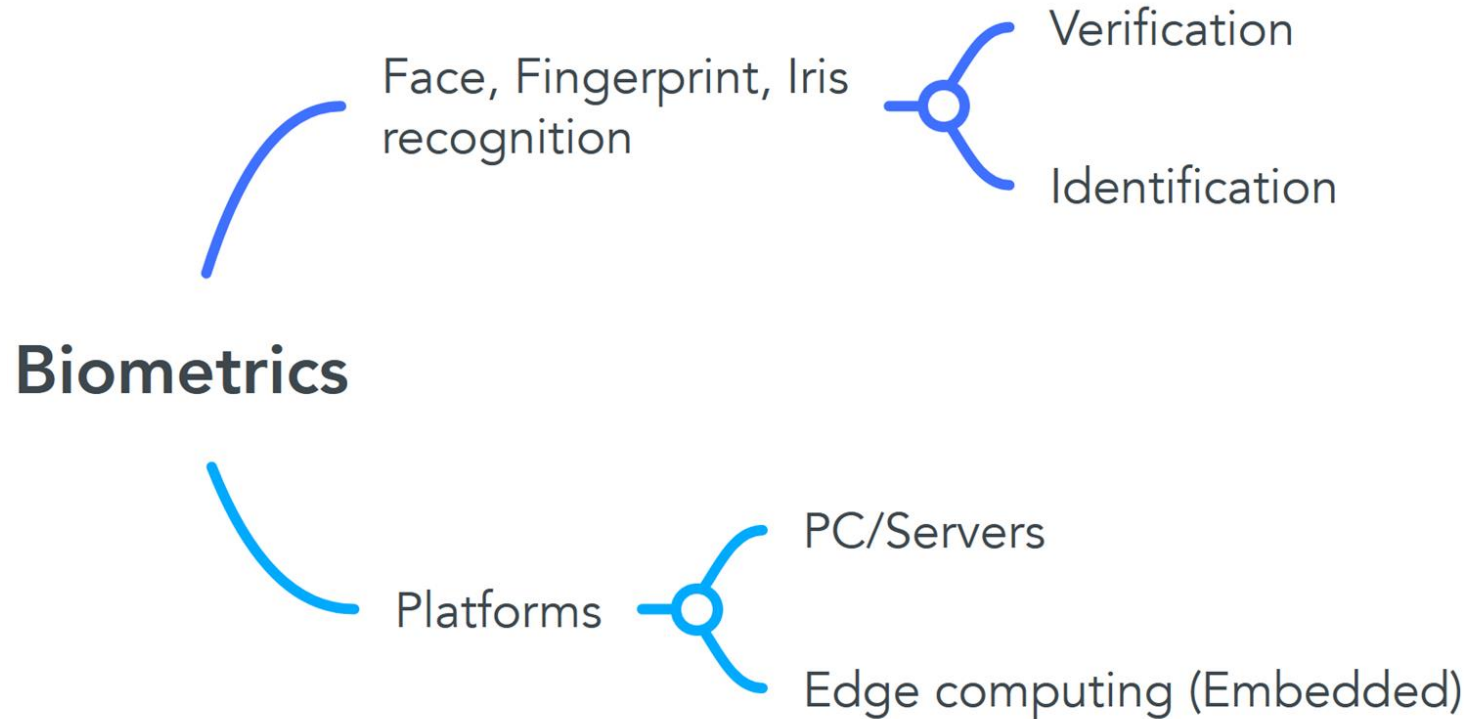 Verification
Face, Fingerprint, Iris
recognition
Identification
Biometrics
PC/Servers
Platforms
Edge computing (Embedded)